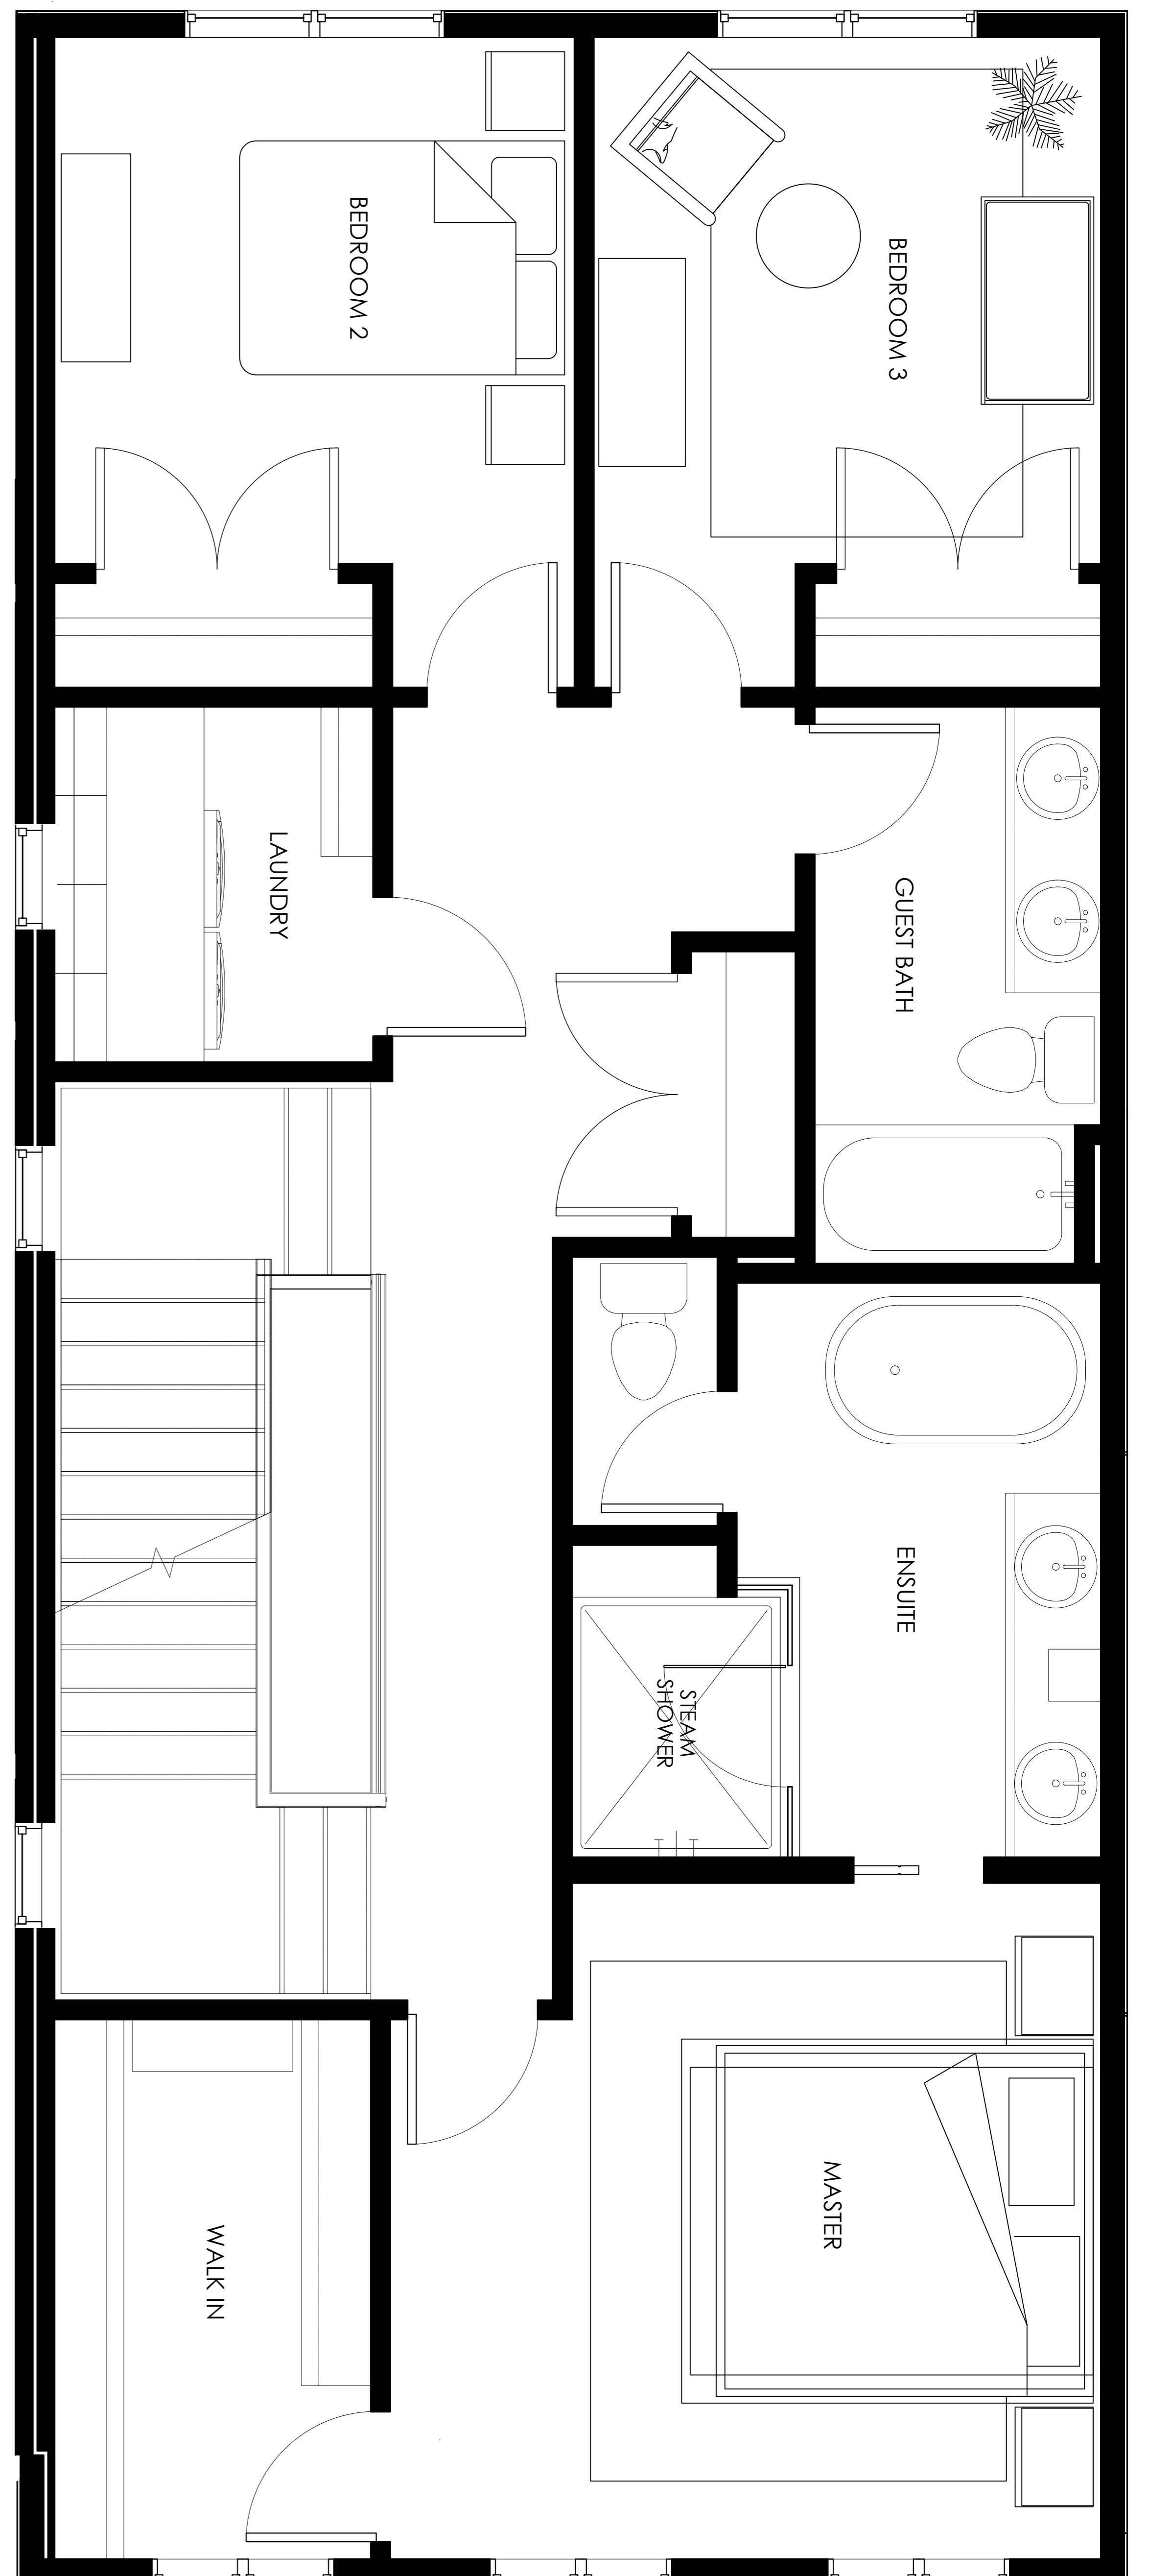 BEDROOM 2
BEDROOM 3
LAUNDRY
GUEST BATH
ENSUITE
STEAM
SHOWER
MASTER
WALK IN